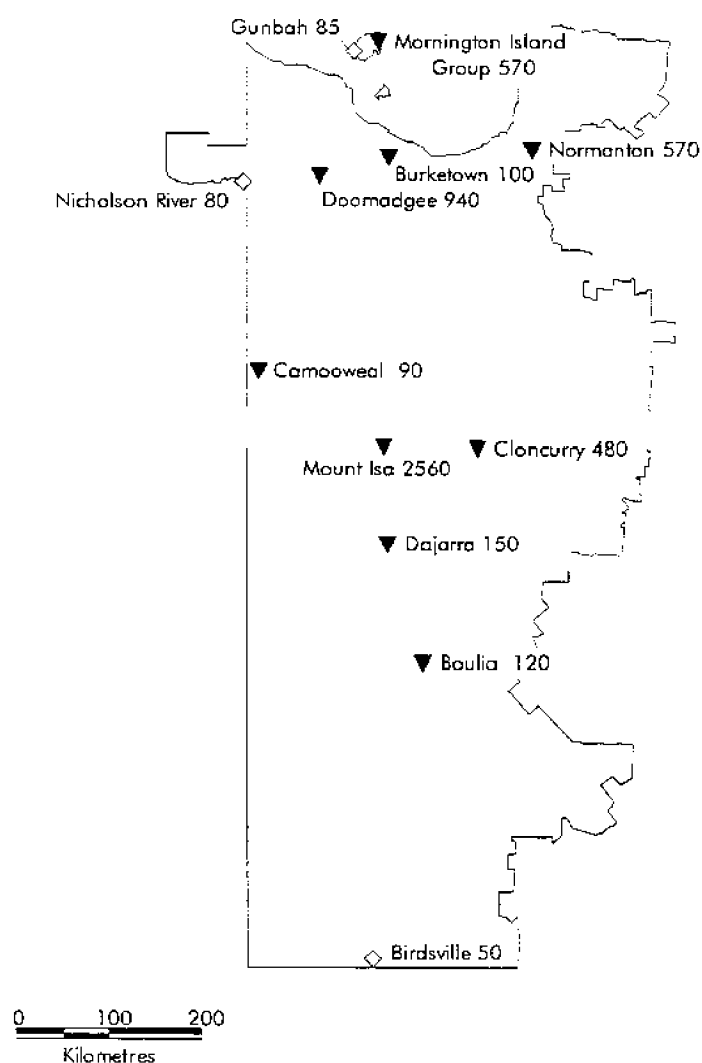 Gunbah 85
Mornington Island
Group 570
Normanton 570
Burketown 100
Nicholson River 80
Doomadgee 940
Camooweal 90
Cloncurry 480
Mount Isa 2560
Dajarra 150
Boulia 120
Birdsville 50
0 100 200
Kilometres